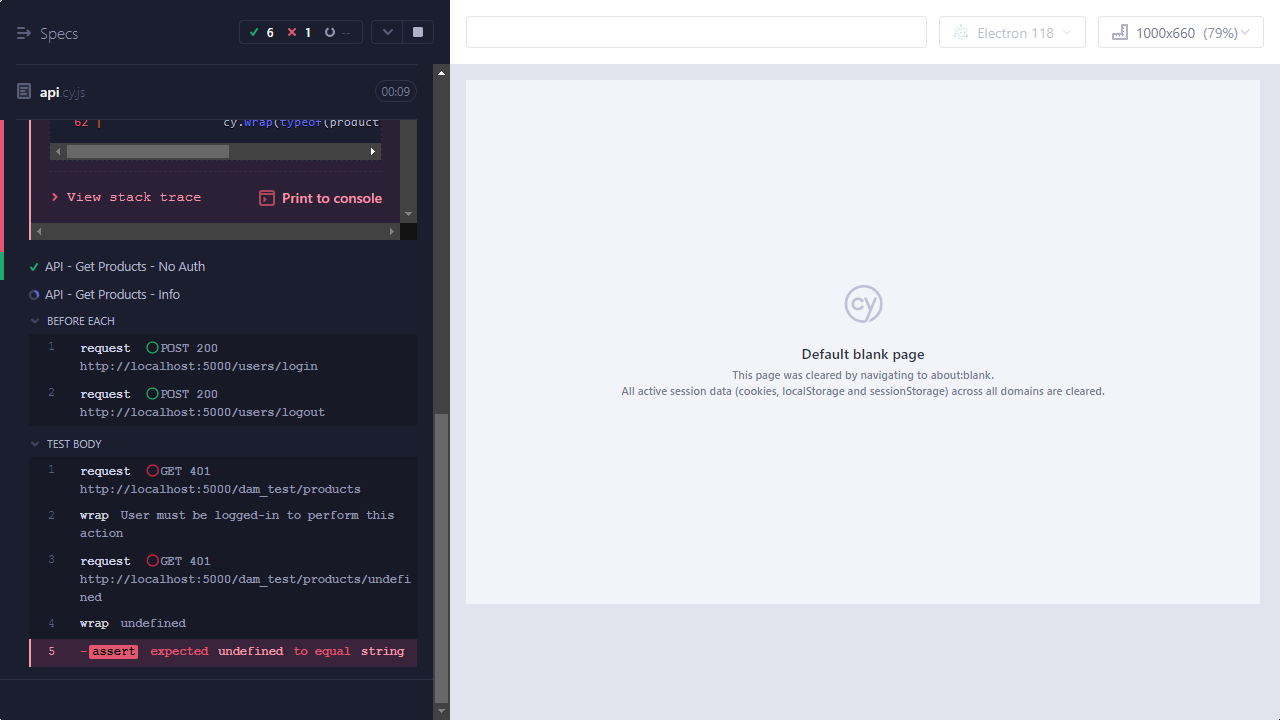 Specs
6
1
--
Electron 118
1000x660 (79%)
api.cy.js
00:09
62 | cy.wrap(typeof(product
View stack trace
Print to console
API - Get Products - No Auth
API - Get Products - Info
BEFORE EACH
1 request POST 200
http://localhost:5000/users/login
2 request POST 200
http://localhost:5000/users/logout
TEST BODY
1 request GET 401
http://localhost:5000/dam_test/products
2 wrap User must be logged-in to perform this
action
3 request GET 401
http://localhost:5000/dam_test/products/undefi
ned
4 wrap undefined
5 -assert expected undefined to equal string
cy
Default blank page
This page was cleared by navigating to about:blank.
All active session data (cookies, localStorage and sessionStorage) across all domains are cleared.